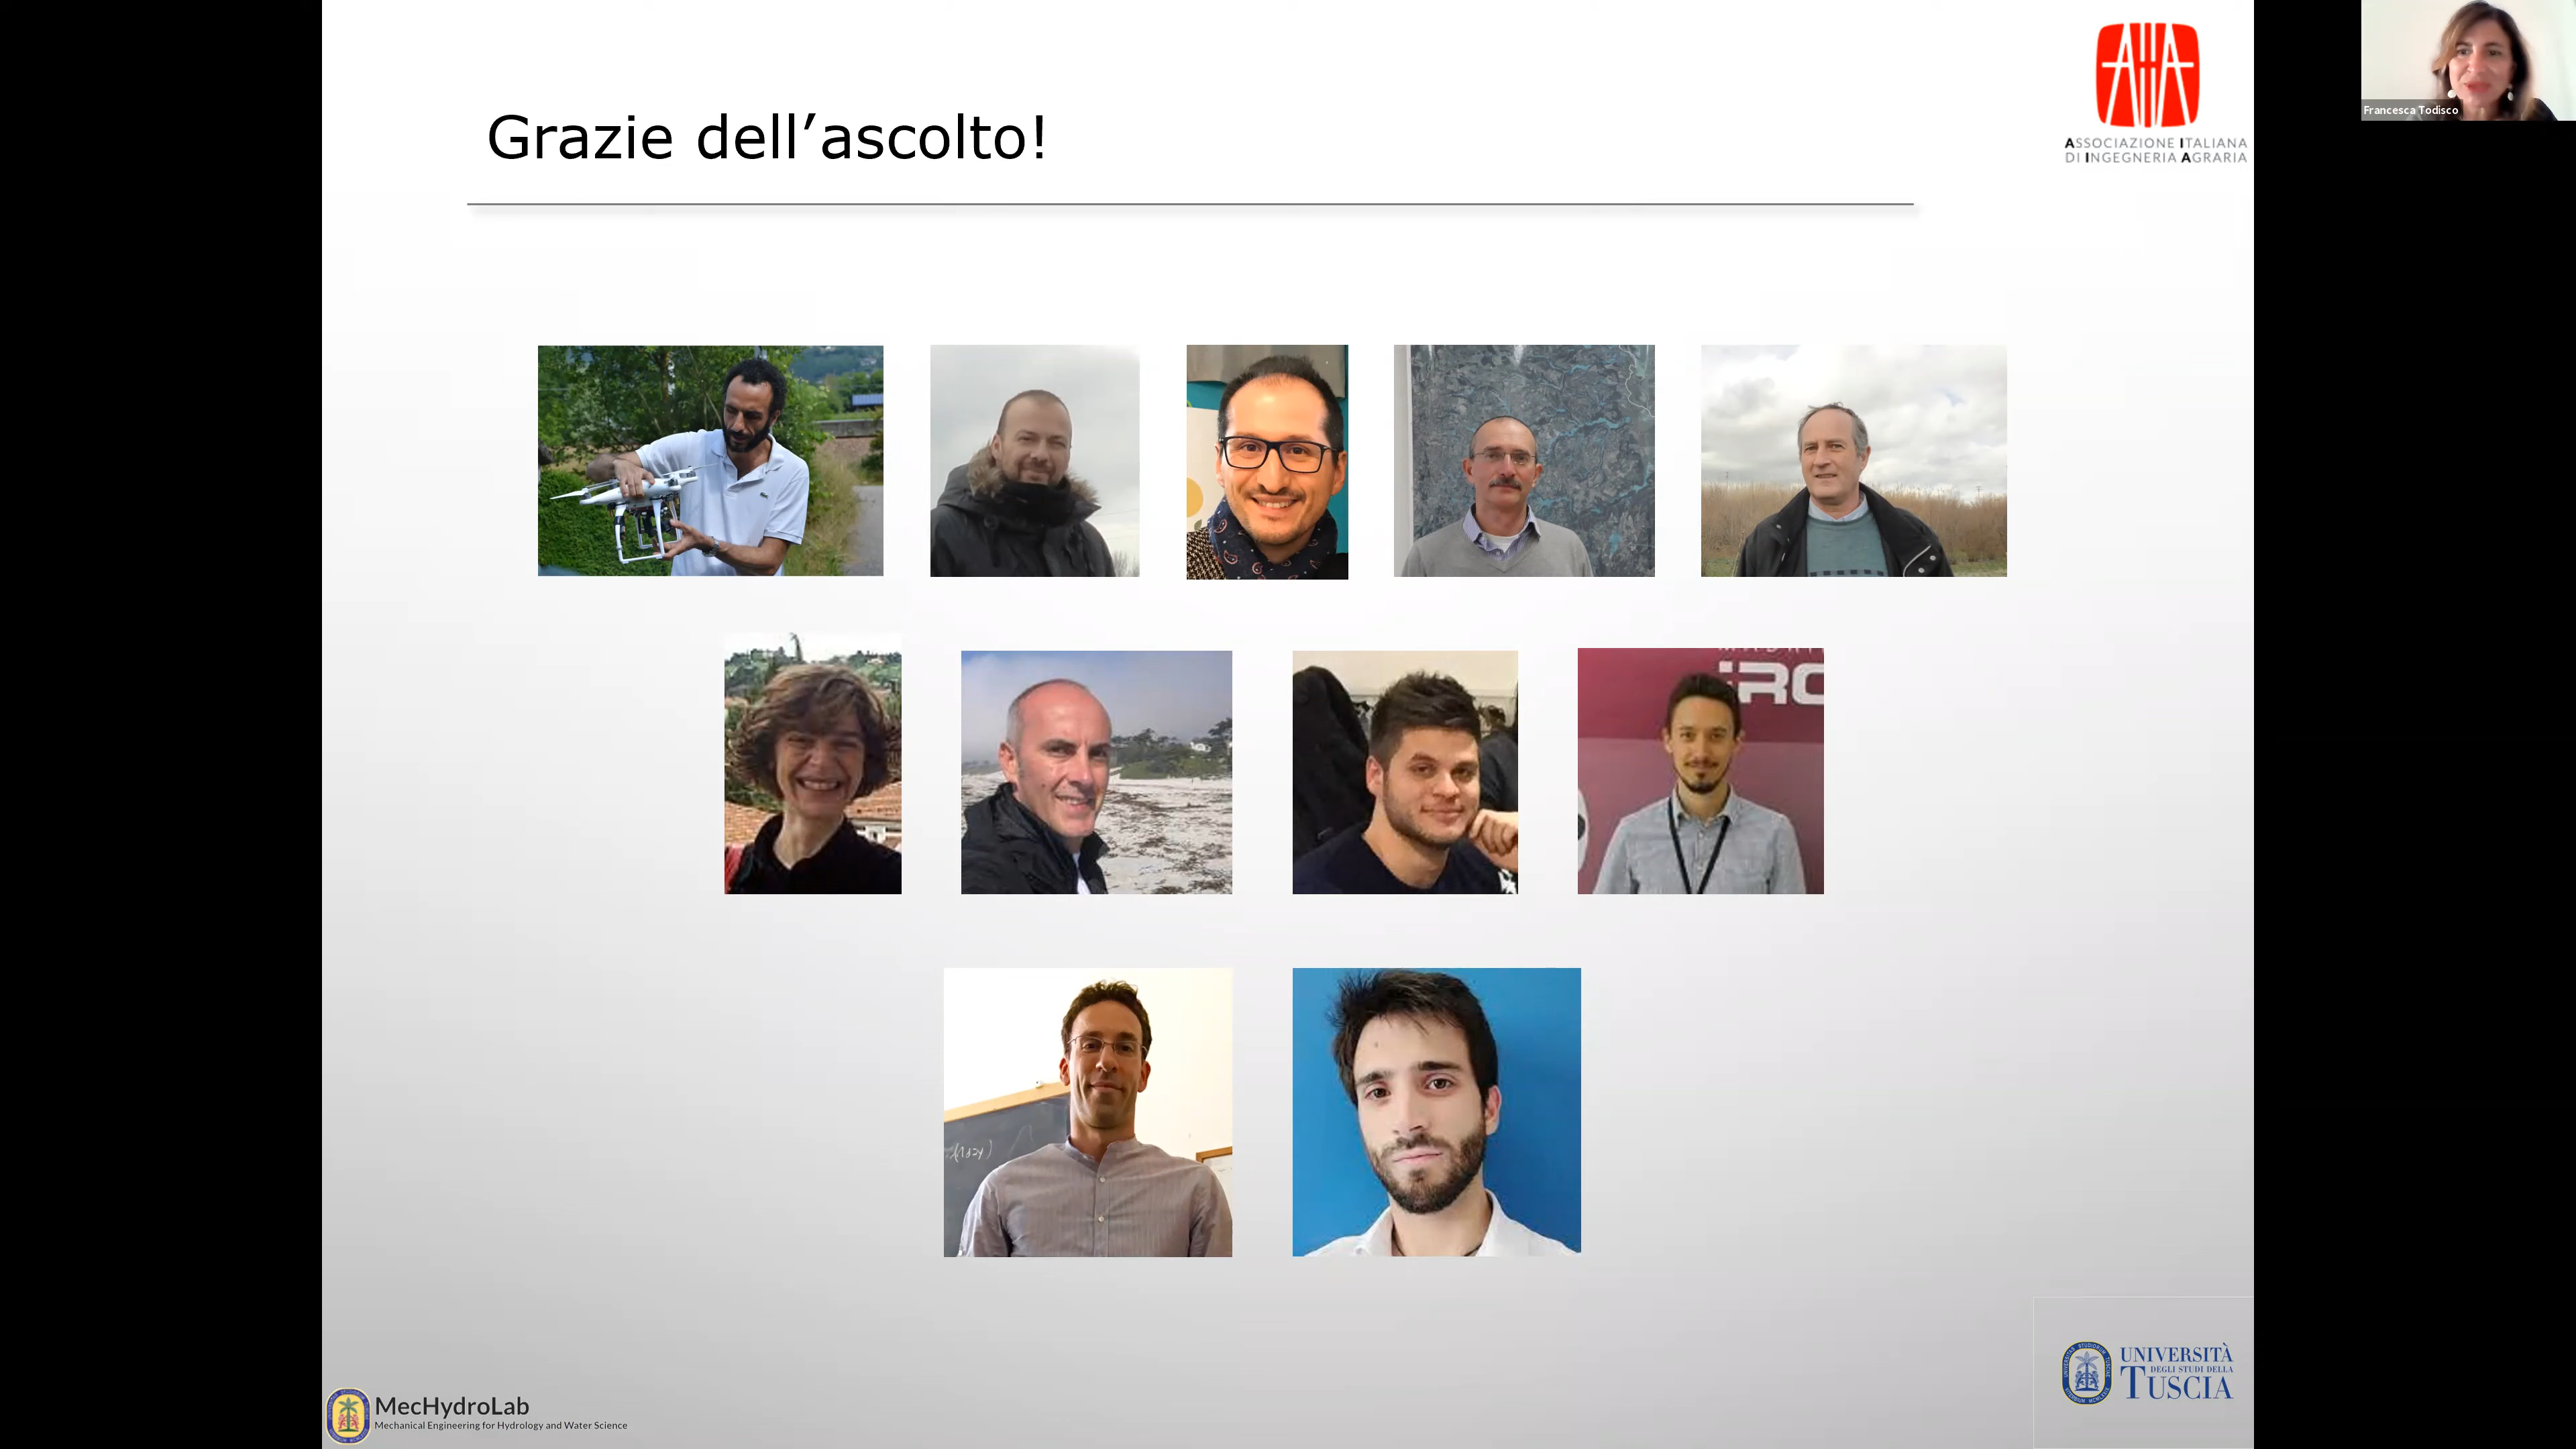 Grazie dell’ascolto!
ASSOCIAZIONE ITALIANA
DI INGEGNERIA AGRARIA
Francesca Todisco
MecHydroLab
Mechanical Engineering for Hydrology and Water Science
UNIVERSITÀ
DEGLI STUDI DELLA
TUSCIA